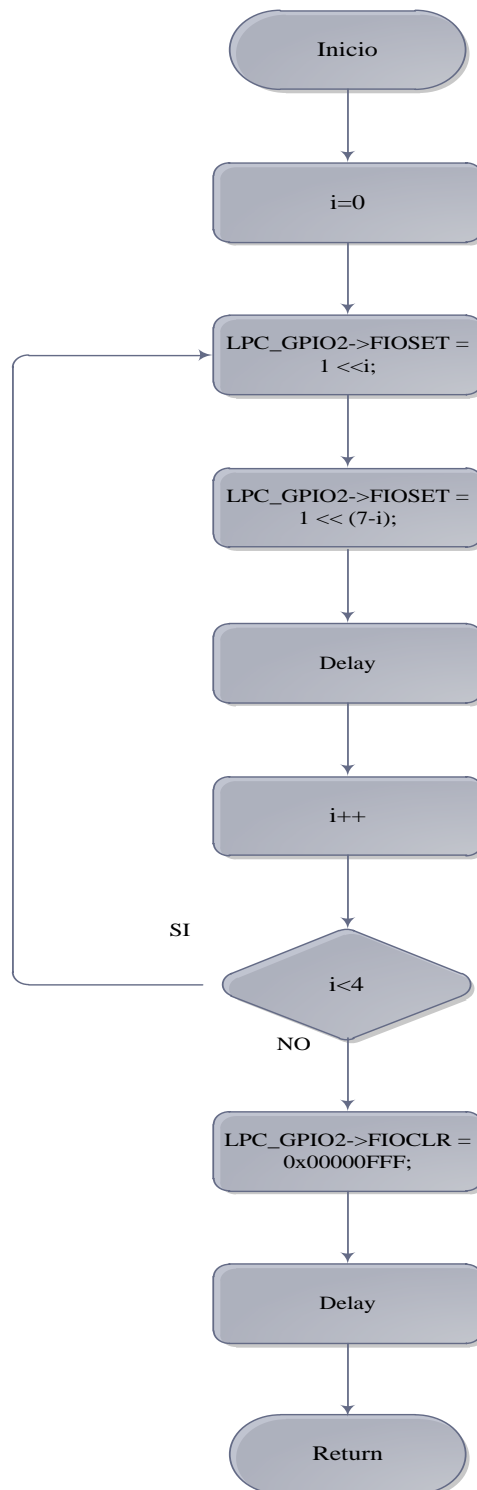 Inicio
i=0
LPC_GPIO2->FIOSET =
1 <<i;
LPC_GPIO2->FIOSET =
1 << (7-i);
Delay
i++
SI
i<4
NO
LPC_GPIO2->FIOCLR =
0x00000FFF;
Delay
Return